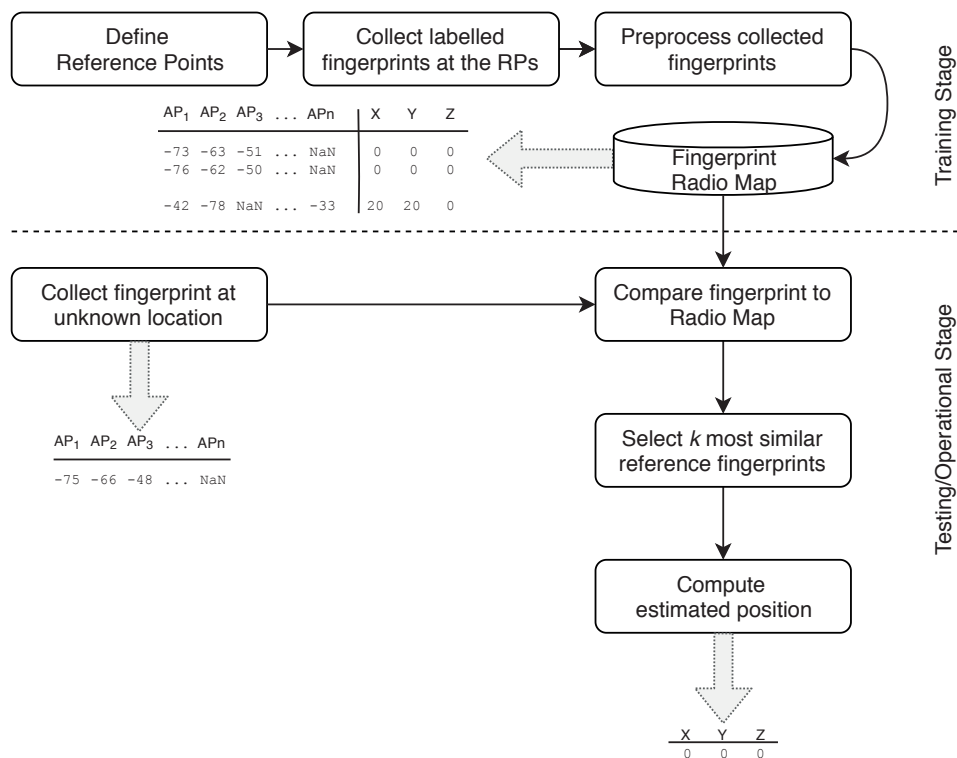 Define
Reference Points
Collect labelled
fingerprints at the RPs
Preprocess collected
fingerprints
Training Stage
AP1 AP2 AP3 ... APn X Y Z
-73 -63 -51 ... NaN 0 0 0
-76 -62 -50 ... NaN 0 0 0
-42 -78 NaN ... -33 20 20 0
Fingerprint
Radio Map
Collect fingerprint at
unknown location
Compare fingerprint to
Radio Map
Testing/Operational Stage
AP1 AP2 AP3 ... APn
-75 -66 -48 ... NaN
Select k most similar
reference fingerprints
Compute
estimated position
X Y Z
0 0 0